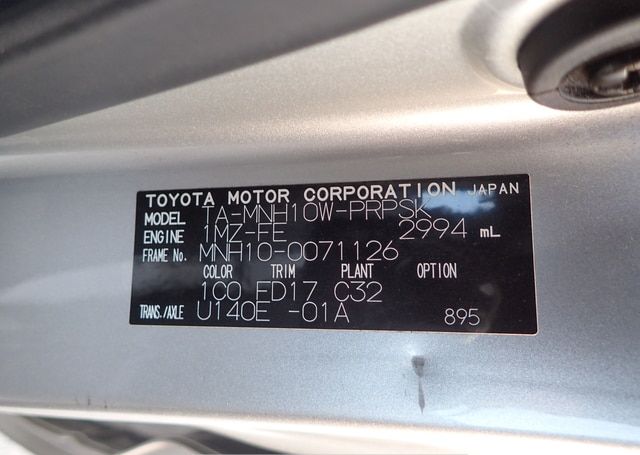 TOYOTA MOTOR CORPORATION JAPAN
MODEL TA-MNH10W-PRPSK
ENGINE 1MZ-FE 2994 mL
FRAME No. MNH10-0071126
COLOR TRIM PLANT OPTION
1C0 FD17 C32
TRANS./AXLE U140E -01A 895